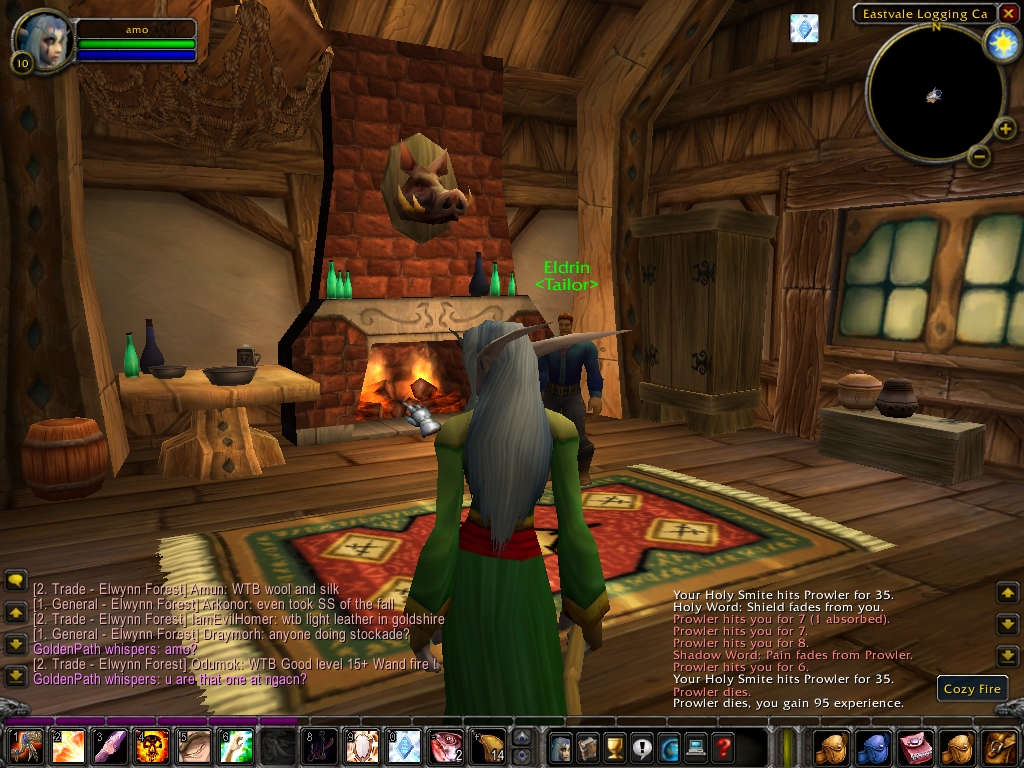 amo
10
Eastvale Logging Ca
N
Eldrin
<Tailor>
[2. Trade - Elwynn Forest] Amun: WTB wool and silk
[1. General - Elwynn Forest] Arkonor: even took SS of the fall
[2. Trade - Elwynn Forest] IamEvilHomer: wtb light leather in goldshire
[1. General - Elwynn Forest] Draymorh: anyone doing stockade?
GoldenPath whispers: amo?
[2. Trade - Elwynn Forest] Odumok: WTB Good level 15+ Wand fire !
GoldenPath whispers: u are that one at ngacn?
Your Holy Smite hits Prowler for 35.
Holy Word: Shield fades from you.
Prowler hits you for 7 (1 absorbed).
Prowler hits you for 7.
Prowler hits you for 8.
Shadow Word: Pain fades from Prowler.
Prowler hits you for 6.
Your Holy Smite hits Prowler for 35.
Prowler dies.
Prowler dies, you gain 95 experience.
Cozy Fire
1 2 3 4 5 6 8 9 0 2 14